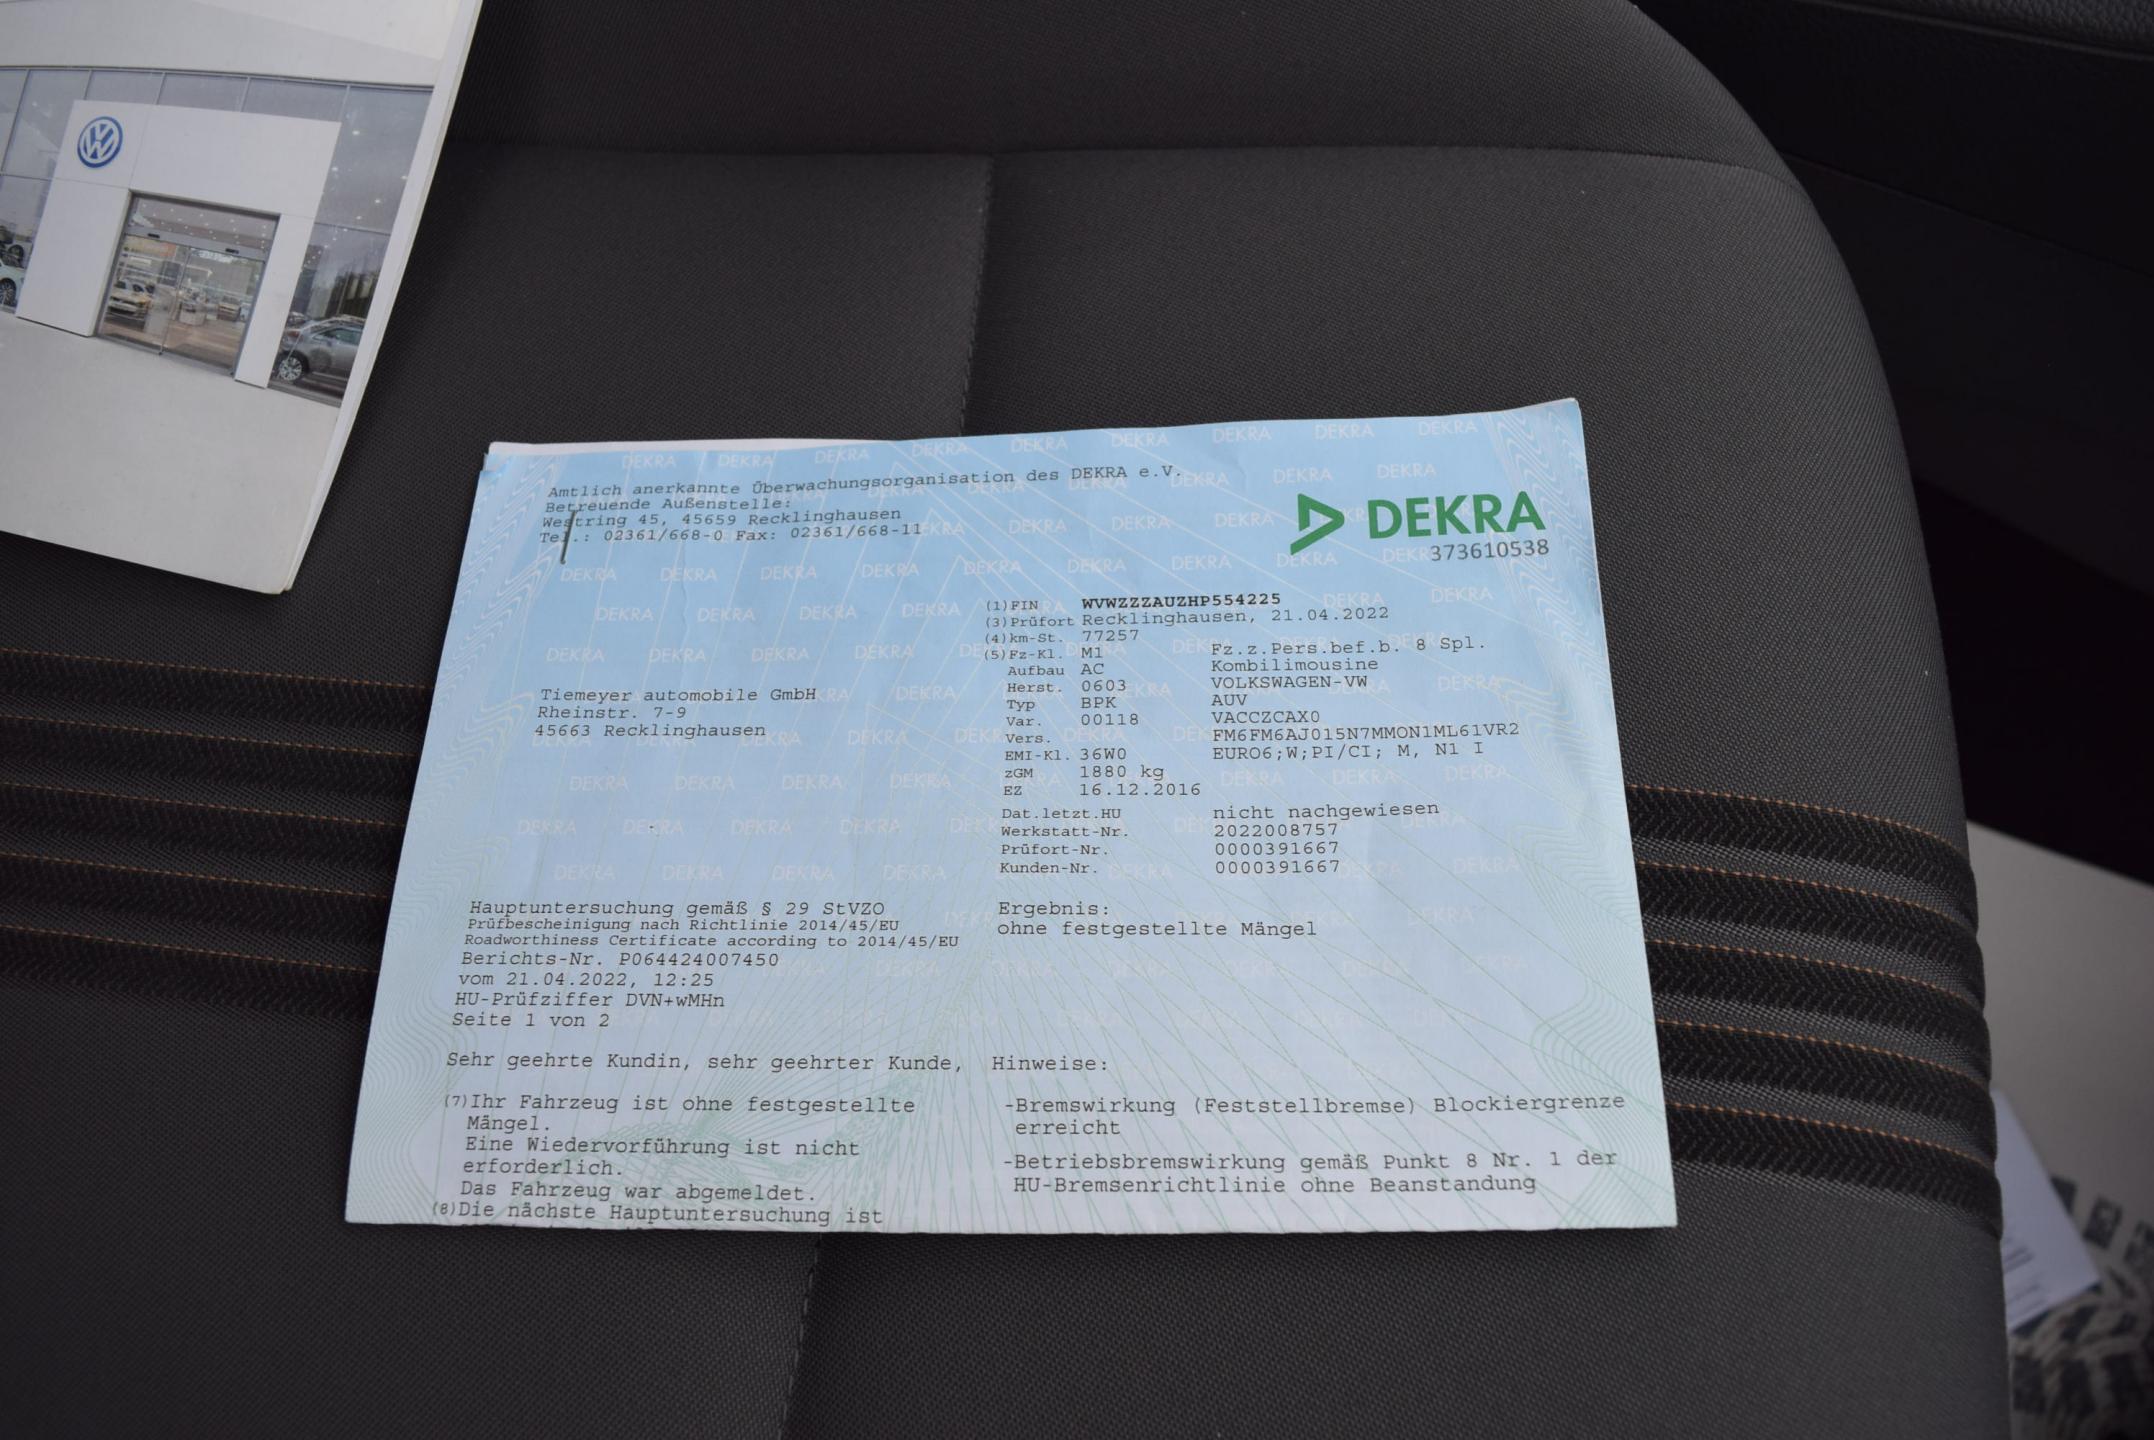 Amtlich anerkannte Überwachungsorganisation des DEKRA e.V.
Betreuende Außenstelle:
Westring 45, 45659 Recklinghausen
Tel.: 02361/668-0 Fax: 02361/668-11
DEKRA
373610538
(1)FIN WVWZZZAUZHP554225
(3)Prüfort Recklinghausen, 21.04.2022
(4)km-St. 77257
(5)Fz-Kl. M1 Fz.z.Pers.bef.b. 8 Spl.
Aufbau AC Kombilimousine
Herst. 0603 VOLKSWAGEN-VW
Typ BPK AUV
Var. 00118 VACCZCAX0
Vers. FM6FM6AJ015N7MMON1ML61VR2
EMI-Kl. 36W0 EURO6;W;PI/CI; M, N1 I
zGM 1880 kg
EZ 16.12.2016
Tiemeyer automobile GmbH
Rheinstr. 7-9
45663 Recklinghausen
Dat.letzt.HU nicht nachgewiesen
Werkstatt-Nr. 2022008757
Prüfort-Nr. 0000391667
Kunden-Nr. 0000391667
Hauptuntersuchung gemäß § 29 StVZO
Prüfbescheinigung nach Richtlinie 2014/45/EU
Roadworthiness Certificate according to 2014/45/EU
Berichts-Nr. P064424007450
vom 21.04.2022, 12:25
HU-Prüfziffer DVN+wMHn
Seite 1 von 2
Ergebnis:
ohne festgestellte Mängel
Sehr geehrte Kundin, sehr geehrter Kunde,
(7)Ihr Fahrzeug ist ohne festgestellte
Mängel.
Eine Wiedervorführung ist nicht
erforderlich.
Das Fahrzeug war abgemeldet.
(8)Die nächste Hauptuntersuchung ist
Hinweise:
-Bremswirkung (Feststellbremse) Blockiergrenze
erreicht
-Betriebsbremswirkung gemäß Punkt 8 Nr. 1 der
HU-Bremsenrichtlinie ohne Beanstandung